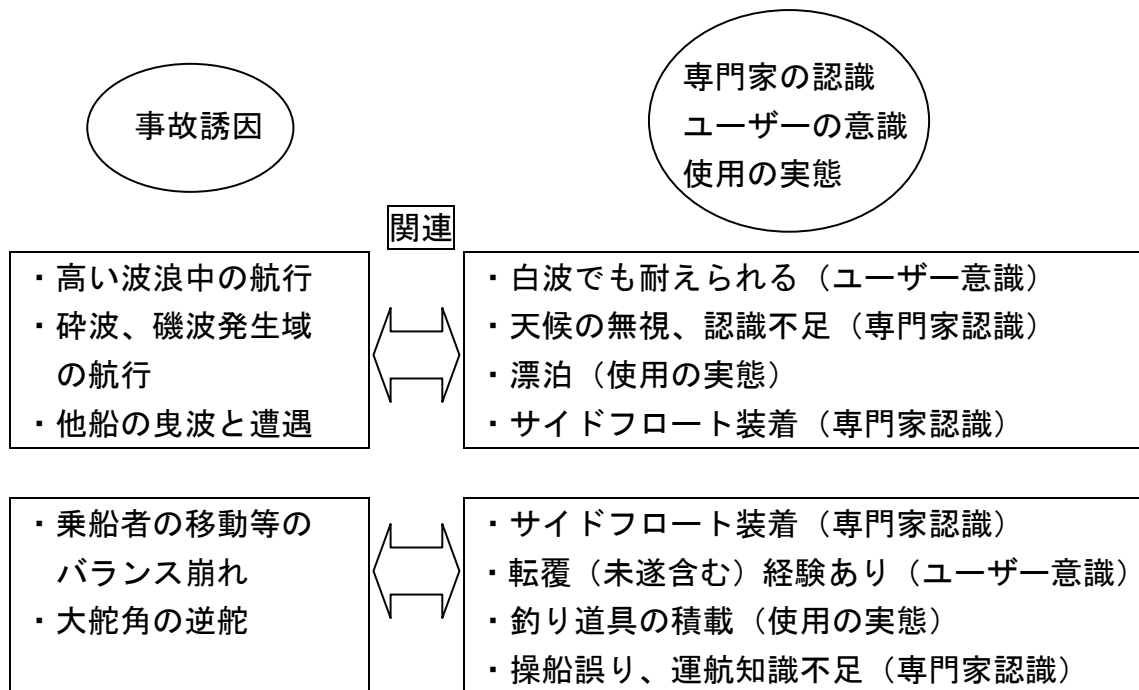 事故誘因
専門家の認識
ユーザーの意識
使用の実態
関連
・高い波浪中の航行
・砕波、磯波発生域
の航行
・他船の曳波と遭遇
・白波でも耐えられる（ユーザー意識）
・天候の無視、認識不足（専門家認識）
・漂泊（使用の実態）
・サイドフロート装着（専門家認識）
・乗船者の移動等の
バランス崩れ
・大舵角の逆舵
・サイドフロート装着（専門家認識）
・転覆（未遂含む）経験あり（ユーザー意識）
・釣り道具の積載（使用の実態）
・操船誤り、運航知識不足（専門家認識）